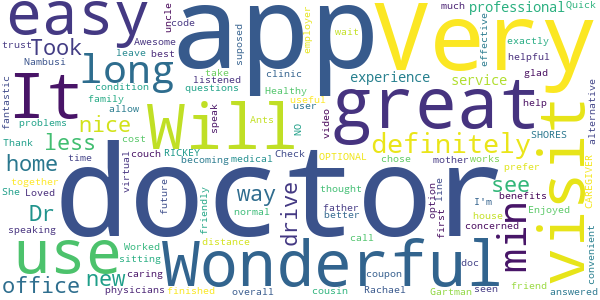 easy
app
Very
uncle
uncode
much
professional
Quick
Took
trust
Awesome
leave
best
Nambusi
employer
suposed
wait
effective
exactly
helpful
glad
long
take
listened
clinic
experience
service
It
fantastic
condition
family
allow
questions
Healthy
useful
user
great
help
alternative
Will
speak
Ants
NO
video
problems
nice
Thank
cost
less
definitely
SHORES
visit
couch
RICKEY
Check
OPTIONAL
chose
mother
works
prefer
home
time
virtual
becoming
medical
together
She
Loved
doctor
future
friendly
way
drive
thought
father
better
option
first
line
see
I'm
house
benefits
CAREGIVER
Dr
normal
concerned
min
Enjoyed
speaking
use
Worked
sitting
distance
call
convenient
new
caring
Wonderful
coupon
doc
office
physicians
finished
overall
cousin
Rachael
Gartman
friend
answered